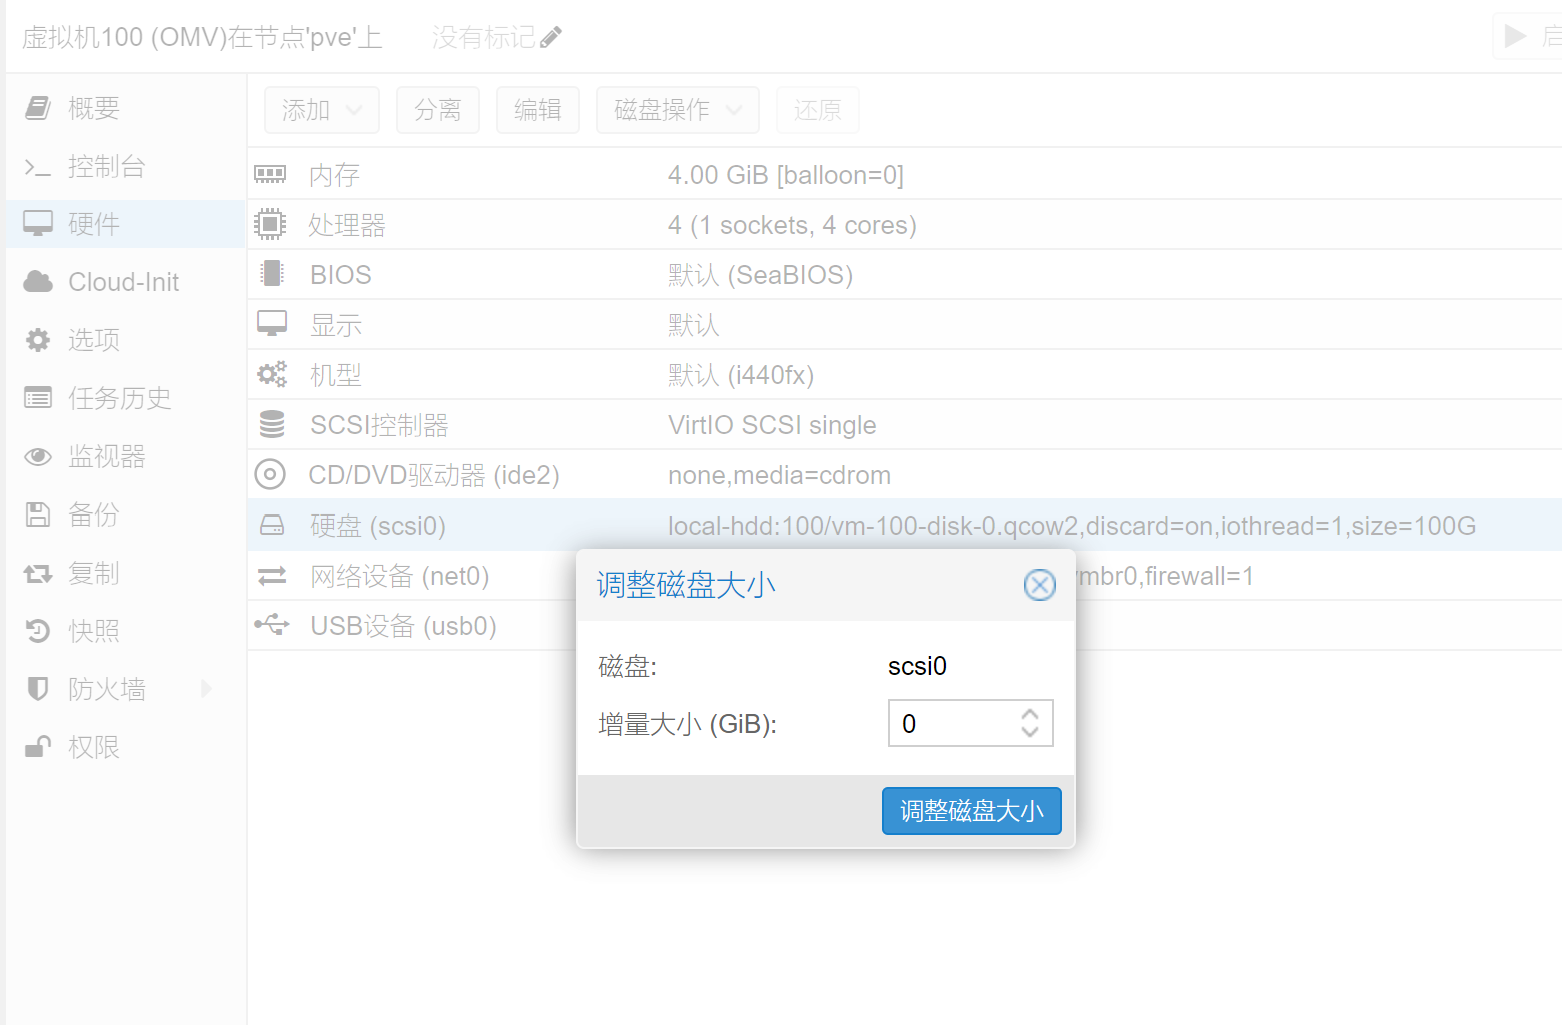 虚拟机100 (OMV)在节点'pve'上 没有标记
概要
控制台
硬件
Cloud-Init
选项
任务历史
监视器
备份
复制
快照
防火墙
权限
添加 分离 编辑 磁盘操作 还原
内存 4.00 GiB [balloon=0]
处理器 4 (1 sockets, 4 cores)
BIOS 默认 (SeaBIOS)
显示 默认
机型 默认 (i440fx)
SCSI控制器 VirtIO SCSI single
CD/DVD驱动器 (ide2) none,media=cdrom
硬盘 (scsi0) local-hdd:100/vm-100-disk-0.qcow2,discard=on,iothread=1,size=100G
网络设备 (net0) mbr0,firewall=1
USB设备 (usb0)
调整磁盘大小
磁盘: scsi0
增量大小 (GiB): 0
调整磁盘大小